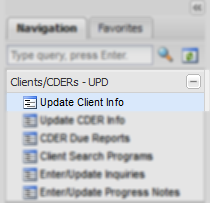 Navigation Favorites
Type query, press Enter.
Clients/CDERs - UPD
Update Client Info
Update CDER Info
CDER Due Reports
Client Search Programs
Enter/Update Inquiries
Enter/Update Progress Notes